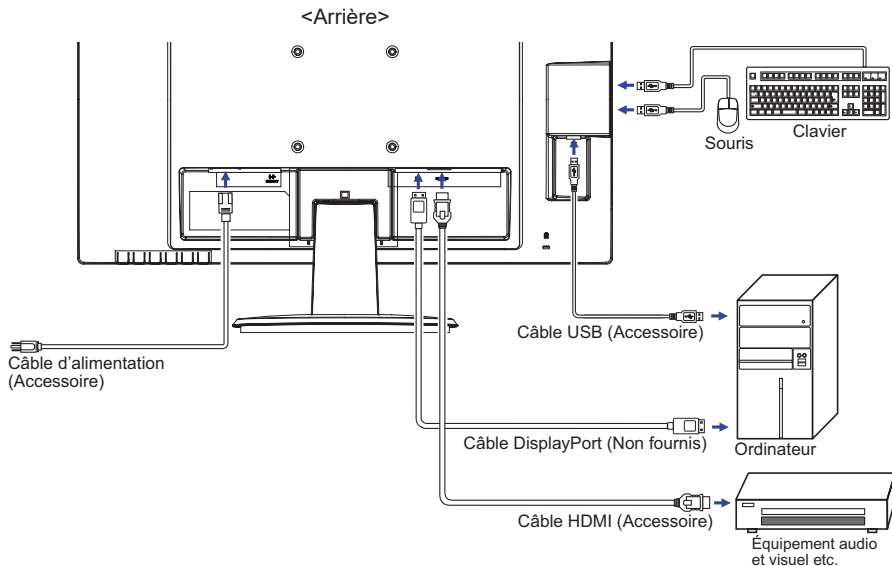 <Arrière>
Souris
Clavier
Câble USB (Accessoire)
Câble d'alimentation
(Accessoire)
Câble DisplayPort (Non fournis)
Ordinateur
Câble HDMI (Accessoire)
Équipement audio
et visuel etc.